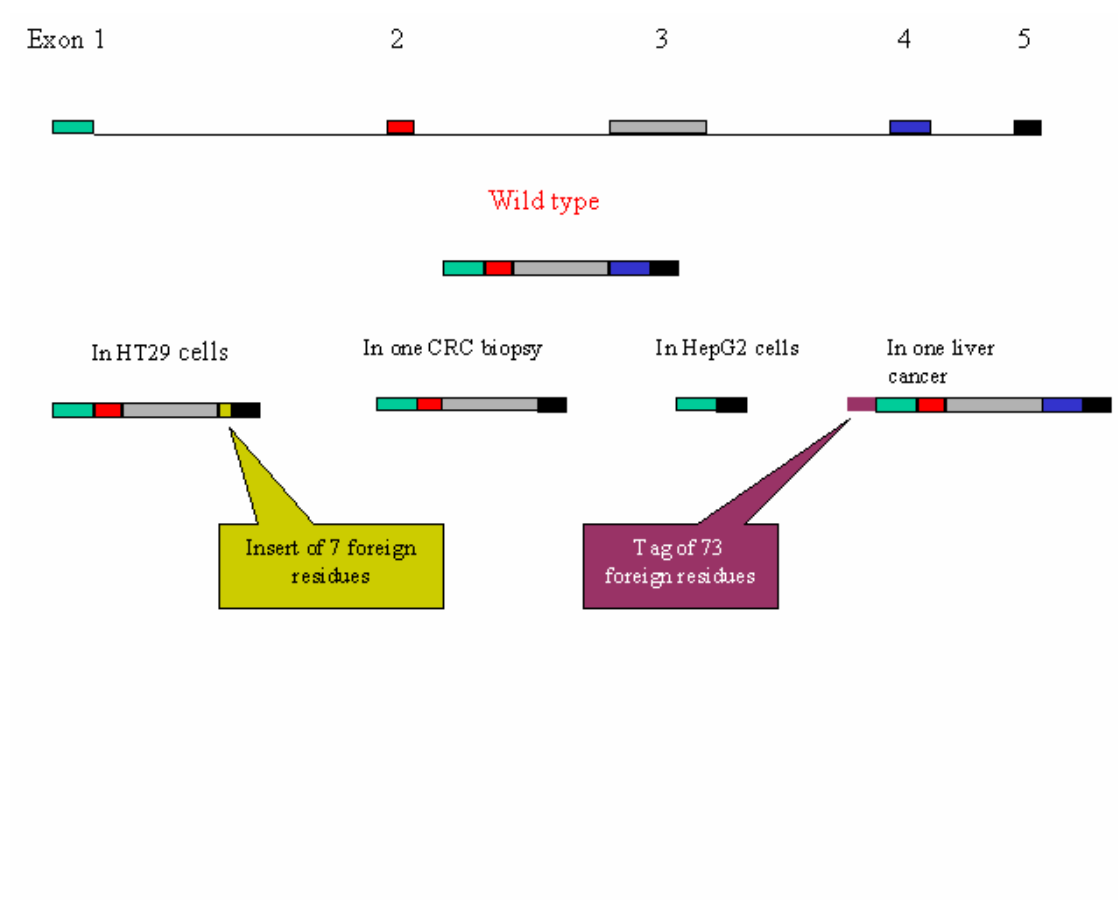 Exon 1 2 3 4 5
Wild type
In HT29 cells
In one CRC biopsy
In HepG2 cells
In one liver
cancer
Insert of 7 foreign
residues
Tag of 73
foreign residues